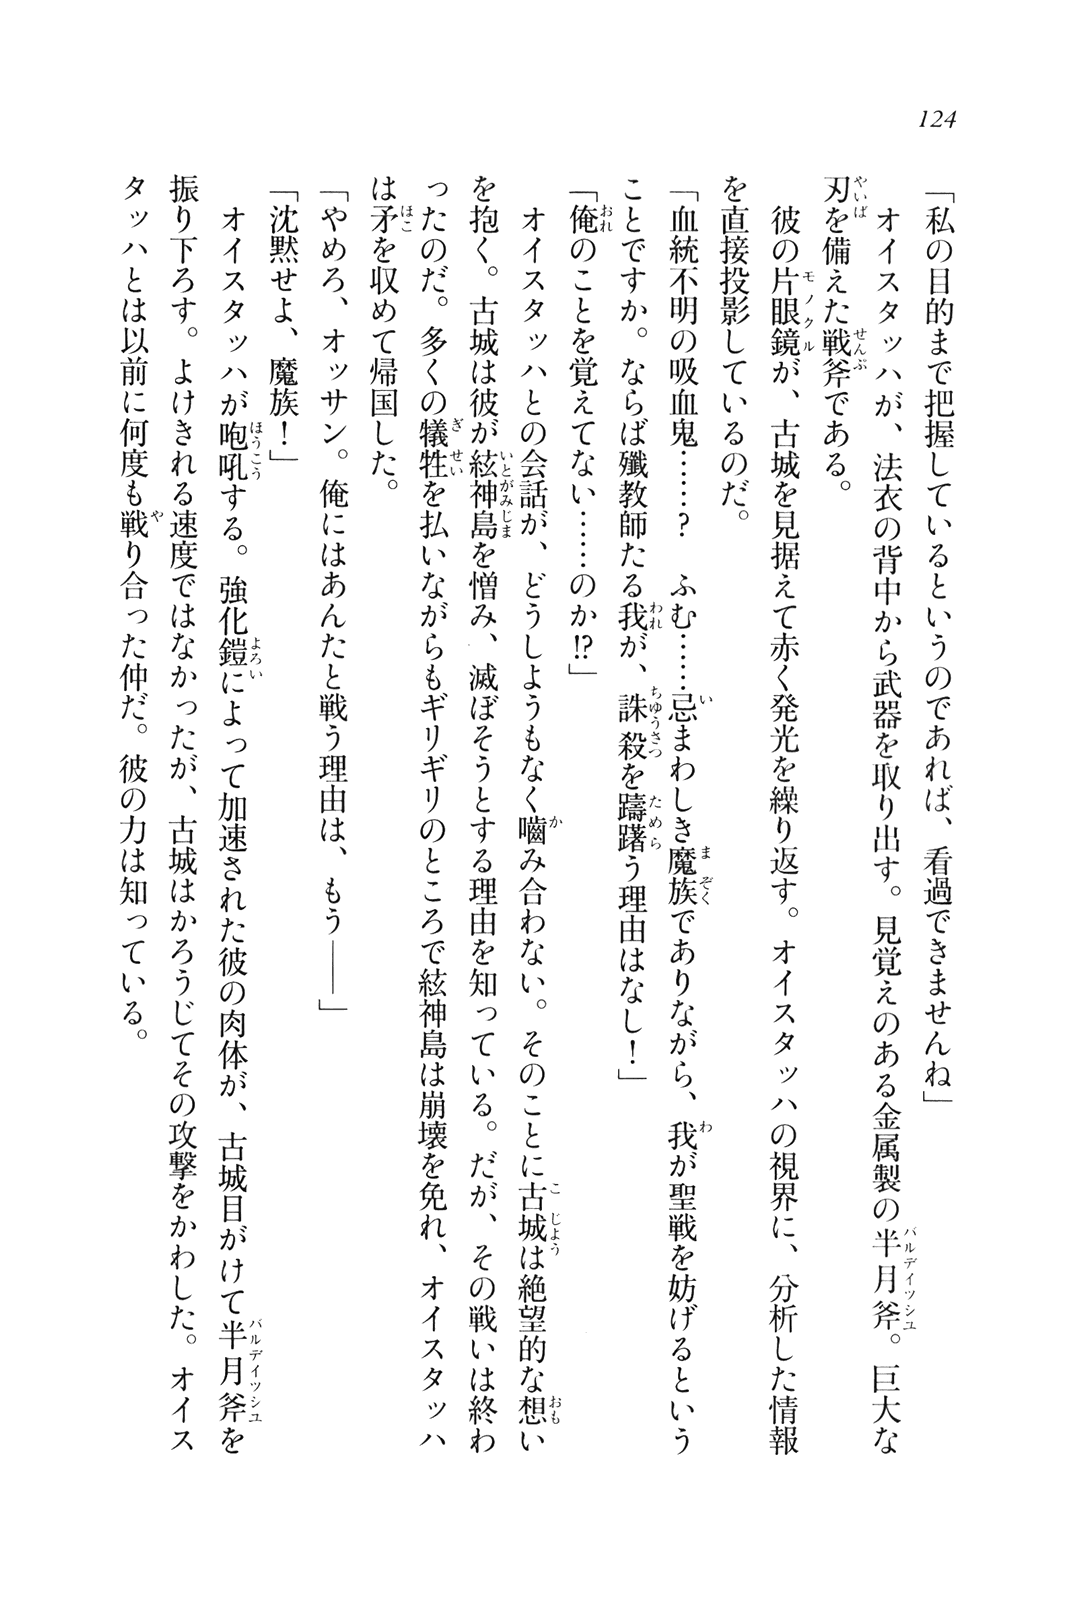 124
「私の目的まで把握しているというのであれば、看過できませんね」
　オイスタッハが、法衣の背中から武器を取り出す。見覚えのある金属製の半月斧。巨大な
刃を備えた戦斧である。
　彼の片眼鏡が、古城を見据えて赤く発光を繰り返す。オイスタッハの視界に、分析した情報
を直接投影しているのだ。
「血統不明の吸血鬼……？　ふむ……忌まわしき魔族でありながら、我が聖戦を妨げるという
ことですか。ならば殲教師たる我が、誅殺を躊躇う理由はなし！」
「俺のことを覚えてない……のか!?」
　オイスタッハとの会話が、どうしようもなく嚙み合わない。そのことに古城は絶望的な想い
を抱く。古城は彼が絃神島を憎み、滅ぼそうとする理由を知っている。だが、その戦いは終わ
ったのだ。多くの犠牲を払いながらもギリギリのところで絃神島は崩壊を免れ、オイスタッハ
は矛を収めて帰国した。
「やめろ、オッサン。俺にはあんたと戦う理由は、もう――」
「沈黙せよ、魔族！」
　オイスタッハが咆吼する。強化鎧によって加速された彼の肉体が、古城目がけて半月斧を
振り下ろす。よけきれる速度ではなかったが、古城はかろうじてその攻撃をかわした。オイス
タッハとは以前に何度も戦り合った仲だ。彼の力は知っている。